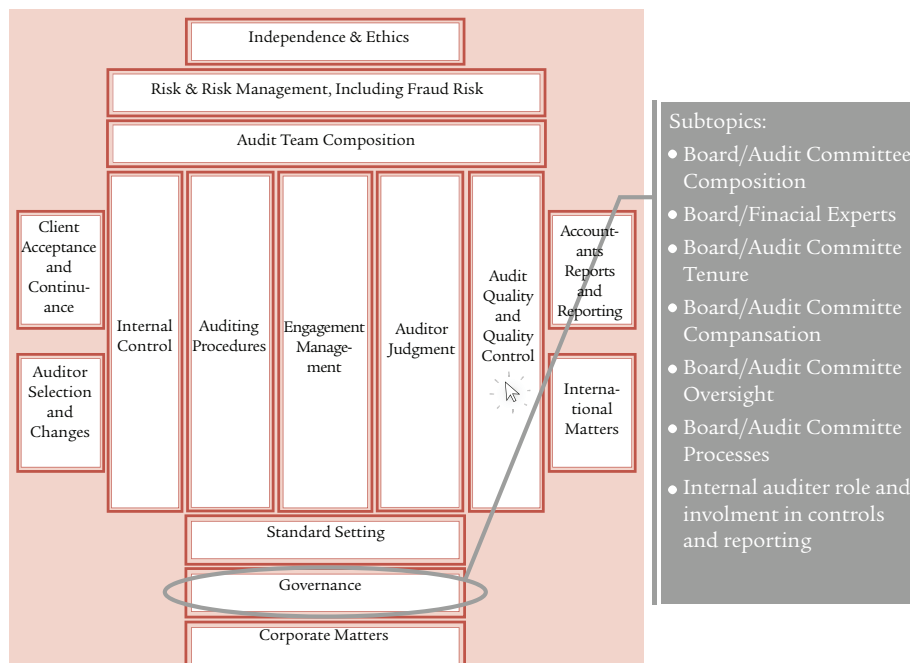 Independence & Ethics
Risk & Risk Management, Including Fraud Risk
Audit Team Composition
Client
Acceptance
and
Continu-
ance
Auditor
Selection
and
Changes
Internal
Control
Auditing
Procedures
Engagement
Manage-
ment
Auditor
Judgment
Audit
Quality
and
Quality
Control
Account-
ants
Reports
and
Reporting
Interna-
tional
Matters
Standard Setting
Governance
Corporate Matters
Subtopics:
• Board/Audit Committee
Composition
• Board/Finacial Experts
• Board/Audit Committe
Tenure
• Board/Audit Committe
Compansation
• Board/Audit Committe
Oversight
• Board/Audit Committe
Processes
• Internal auditer role and
involment in controls
and reporting